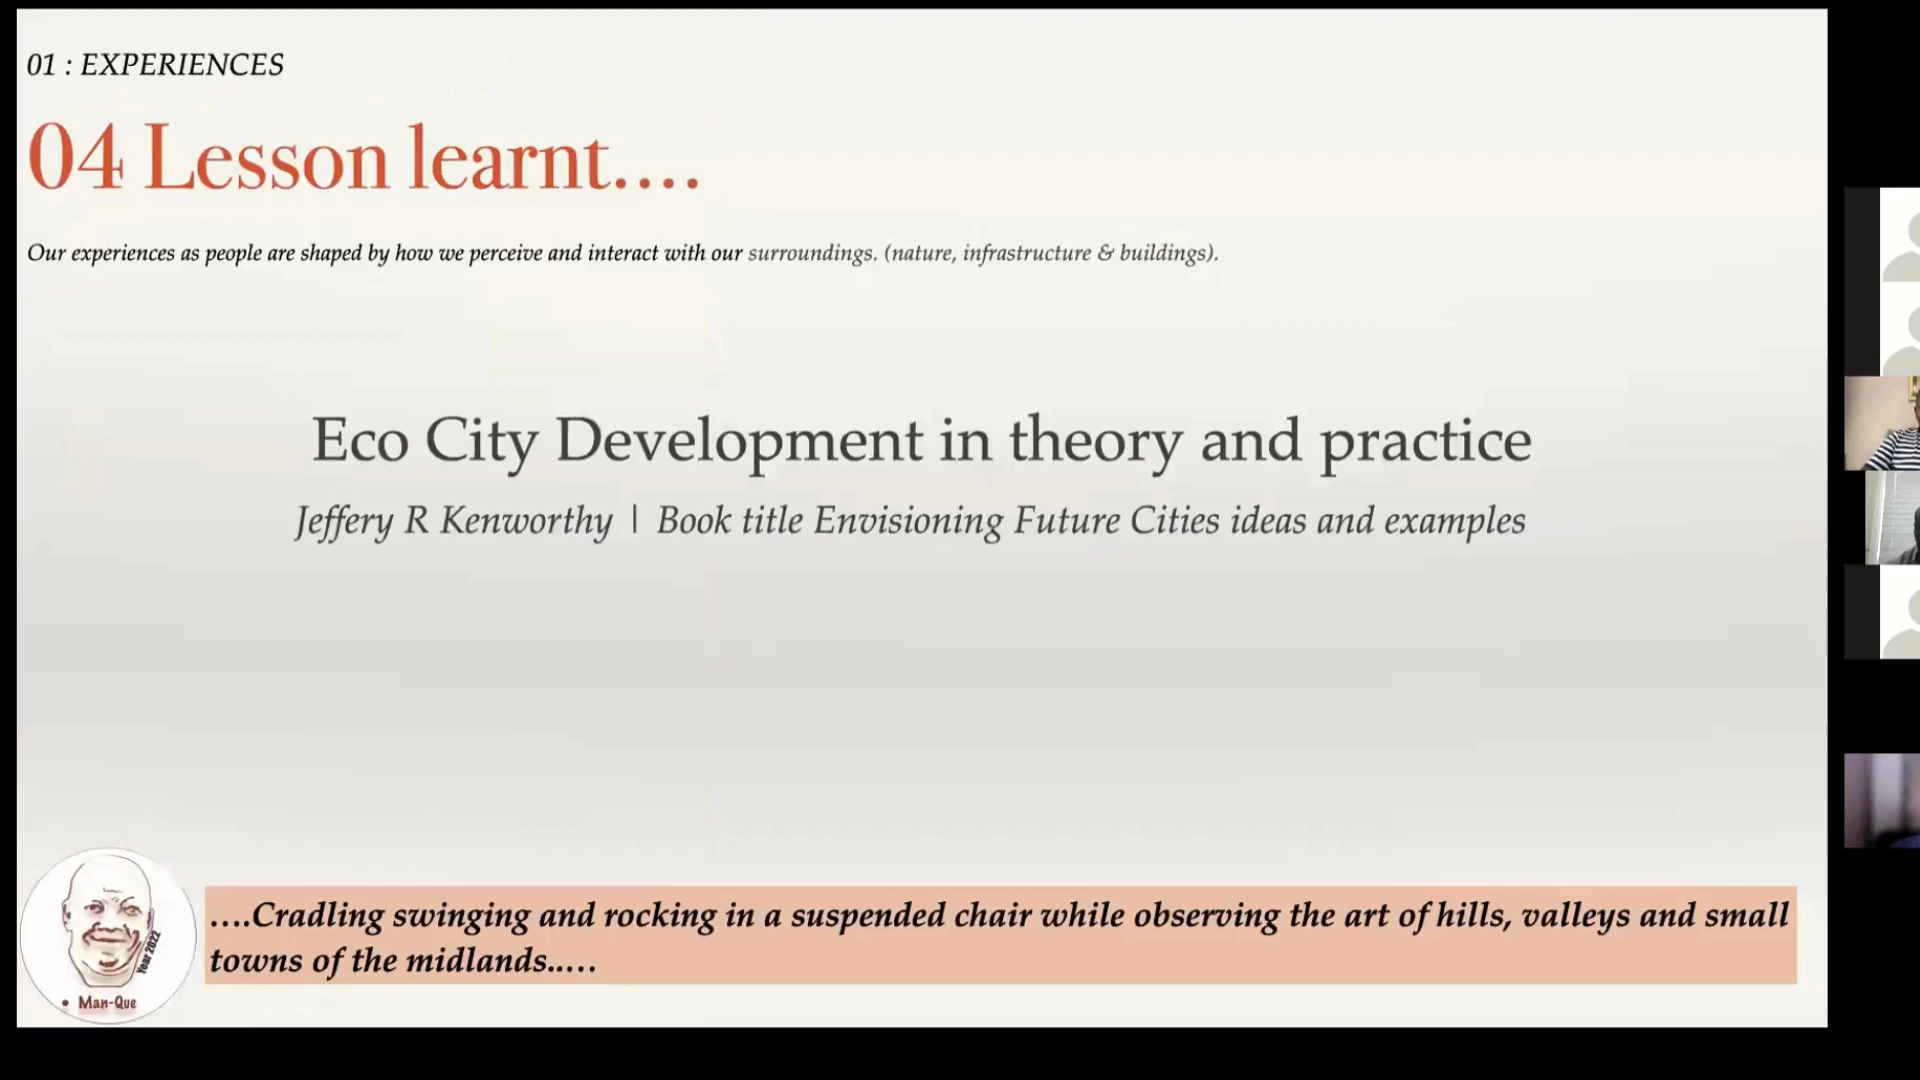 01 : EXPERIENCES
04 Lesson learnt....
Our experiences as people are shaped by how we perceive and interact with our surroundings. (nature, infrastructure & buildings).
Eco City Development in theory and practice
Jeffery R Kenworthy | Book title Envisioning Future Cities ideas and examples
....Cradling swinging and rocking in a suspended chair while observing the art of hills, valleys and small
towns of the midlands.....
Year 2022
• Man-Que